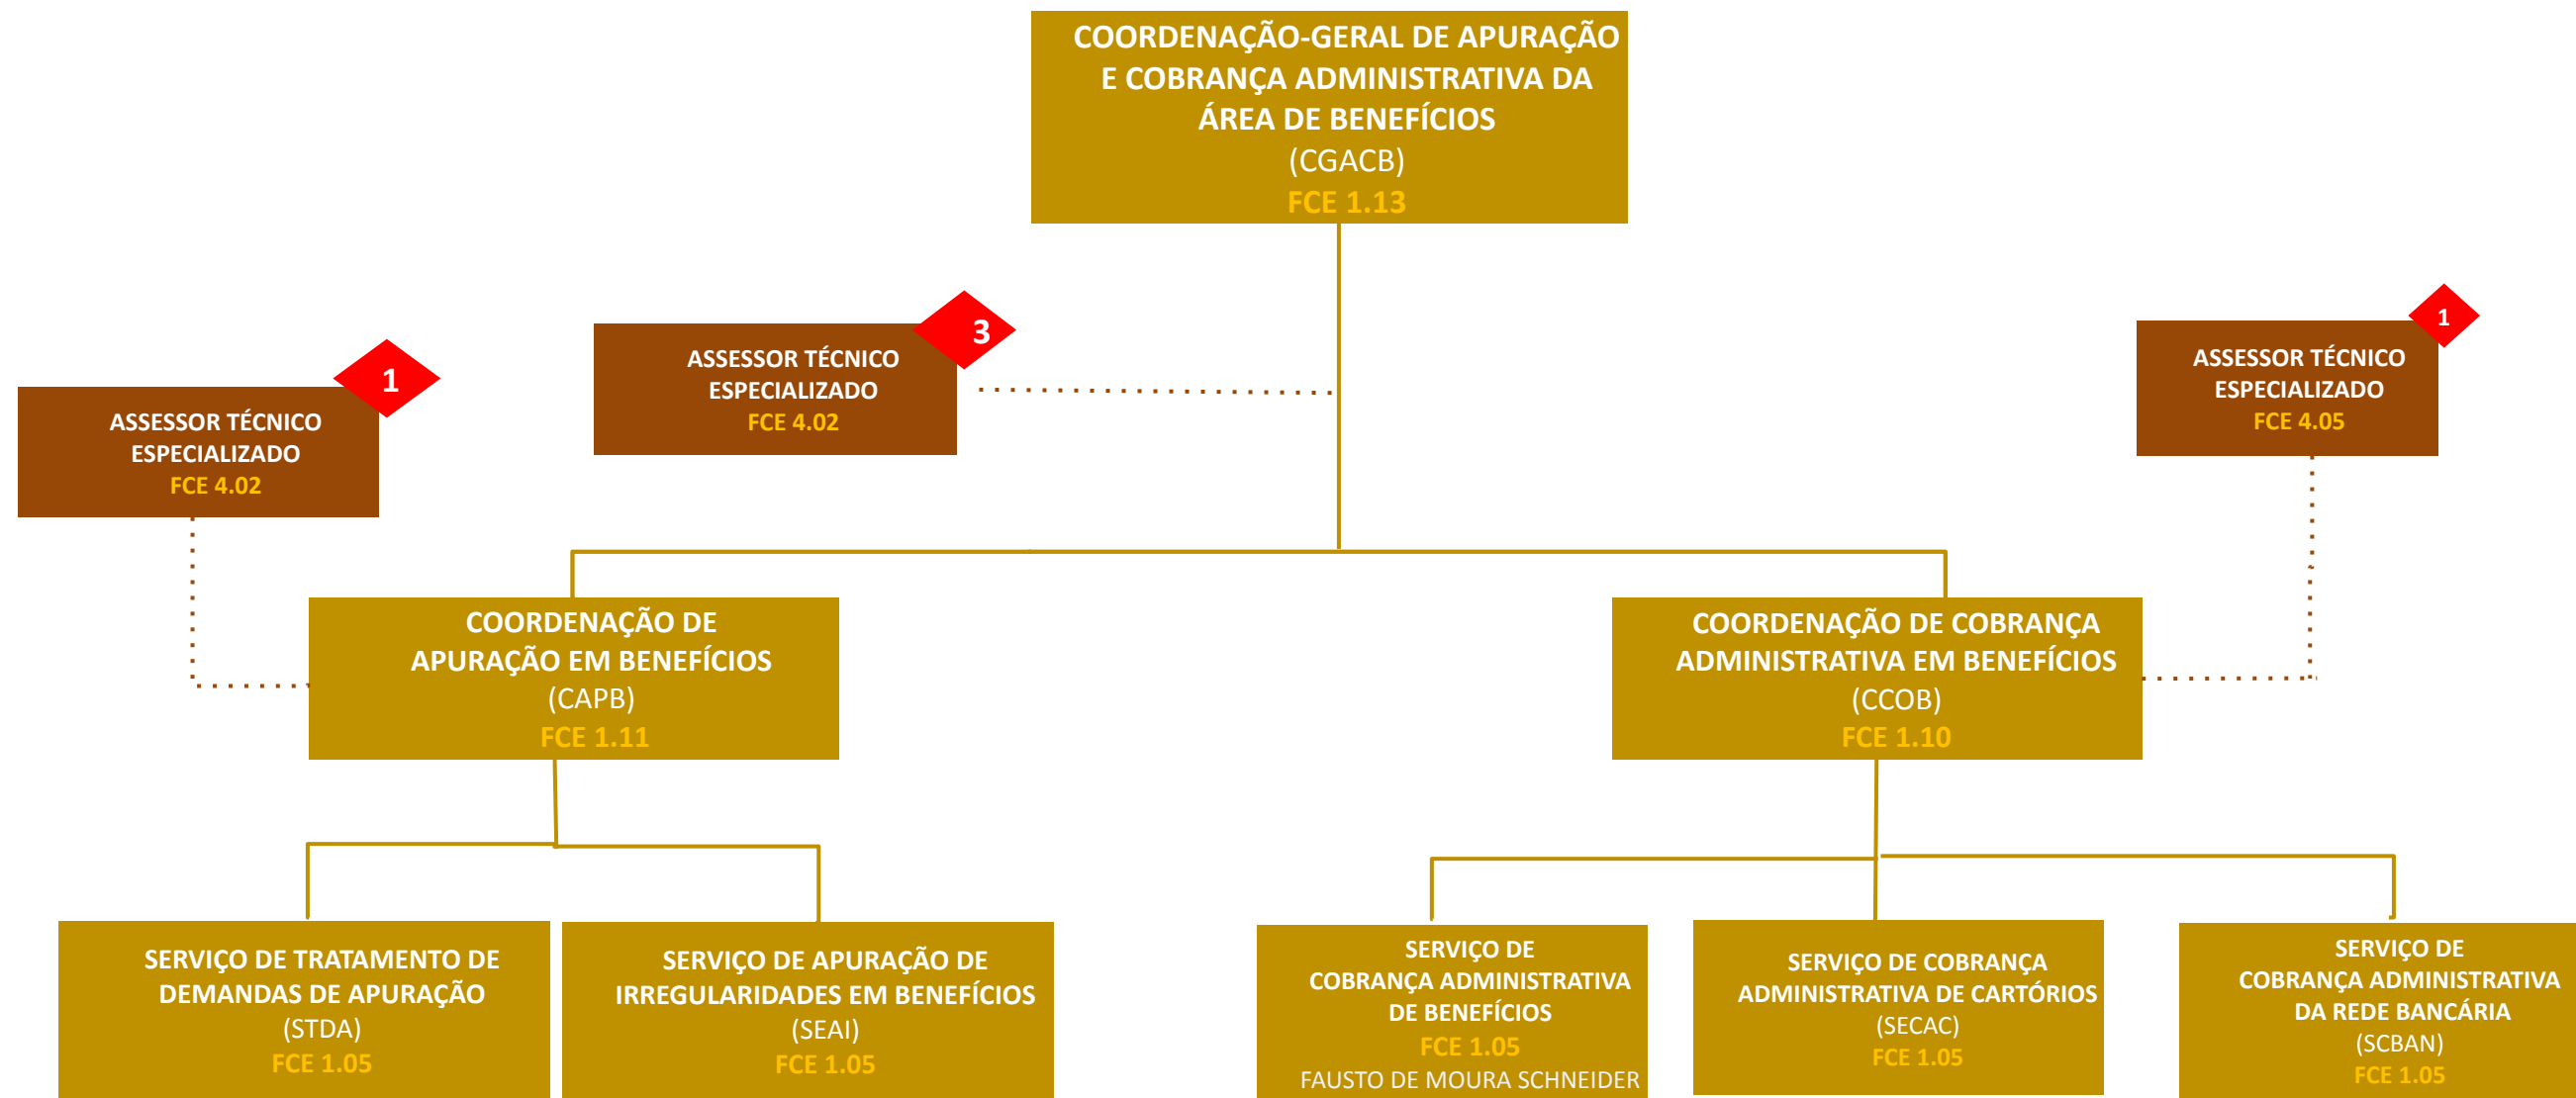 COORDENAÇÃO-GERAL DE APURAÇÃO
E COBRANÇA ADMINISTRATIVA DA
ÁREA DE BENEFÍCIOS
(CGACB)
FCE 1.13
1
ASSESSOR TÉCNICO
ESPECIALIZADO
FCE 4.02
3
ASSESSOR TÉCNICO
ESPECIALIZADO
FCE 4.02
1
ASSESSOR TÉCNICO
ESPECIALIZADO
FCE 4.05
COORDENAÇÃO DE
APURAÇÃO EM BENEFÍCIOS
(CAPB)
FCE 1.11
COORDENAÇÃO DE COBRANÇA
ADMINISTRATIVA EM BENEFÍCIOS
(CCOB)
FCE 1.10
SERVIÇO DE TRATAMENTO DE
DEMANDAS DE APURAÇÃO
(STDA)
FCE 1.05
SERVIÇO DE APURAÇÃO DE
IRREGULARIDADES EM BENEFÍCIOS
(SEAI)
FCE 1.05
SERVIÇO DE
COBRANÇA ADMINISTRATIVA
DE BENEFÍCIOS
FCE 1.05
FAUSTO DE MOURA SCHNEIDER
SERVIÇO DE COBRANÇA
ADMINISTRATIVA DE CARTÓRIOS
(SECAC)
FCE 1.05
SERVIÇO DE
COBRANÇA ADMINISTRATIVA
DA REDE BANCÁRIA
(SCBAN)
FCE 1.05